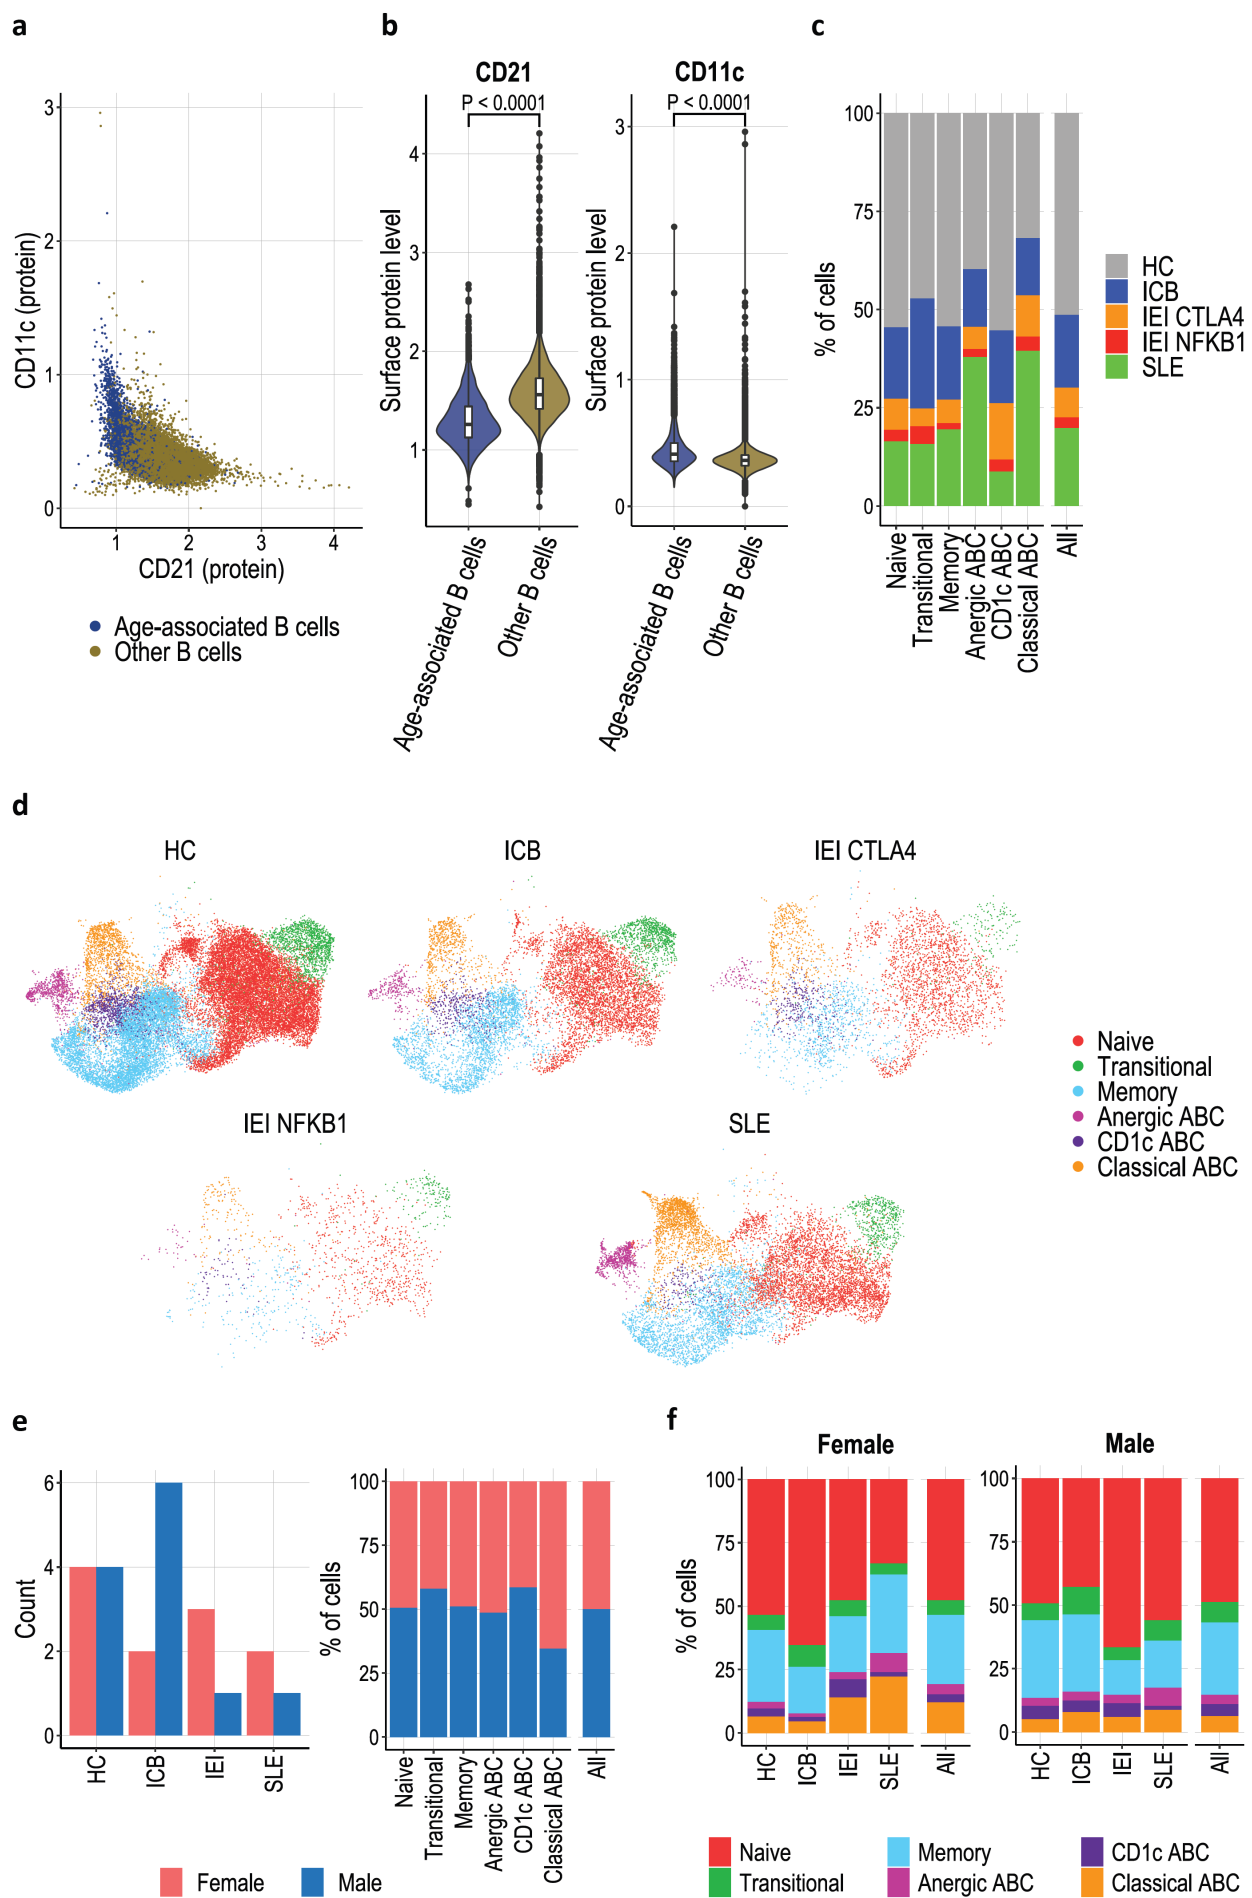 a
3
2
1
0
CD11c (protein)
1
2
3
4
CD21 (protein)
Age-associated B cells
Other B cells
b
CD21
P < 0.0001
4
3
2
1
Surface protein level
Age-associated B cells
Other B cells
CD11c
P < 0.0001
3
2
1
0
Surface protein level
Age-associated B cells
Other B cells
c
100
75
50
25
0
% of cells
Naive
Transitional
Memory
Anergic ABC
CD1c ABC
Classical ABC
All
HC
ICB
IEI CTLA4
IEI NFKB1
SLE
d
HC
ICB
IEI CTLA4
IEI NFKB1
SLE
Naive
Transitional
Memory
Anergic ABC
CD1c ABC
Classical ABC
e
6
4
2
0
Count
HC
ICB
IEI
SLE
100
75
50
25
0
% of cells
Naive
Transitional
Memory
Anergic ABC
CD1c ABC
Classical ABC
All
Female
Male
f
Female
100
75
50
25
0
% of cells
HC
ICB
IEI
SLE
All
Male
100
75
50
25
0
HC
ICB
IEI
SLE
All
Naive
Transitional
Memory
Anergic ABC
CD1c ABC
Classical ABC